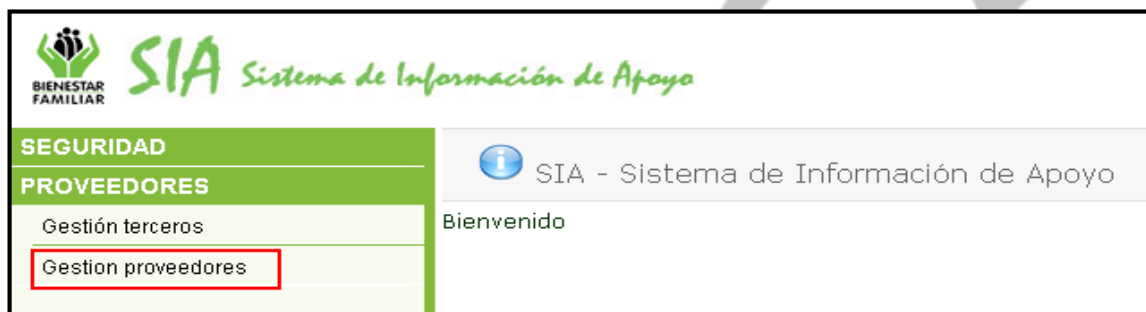 BIENESTAR
FAMILIAR
SIA Sistema de Información de Apoyo
SEGURIDAD
PROVEEDORES
Gestión terceros
Gestion proveedores
SIA - Sistema de Información de Apoyo
Bienvenido